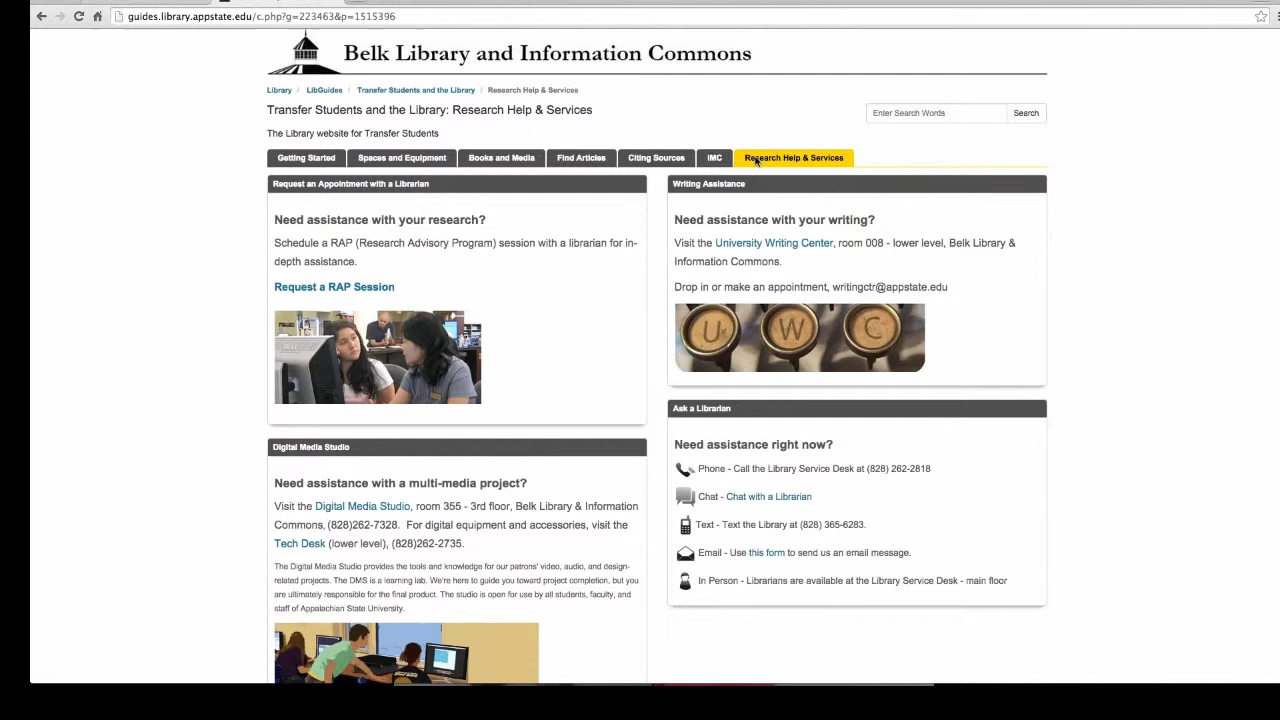 guides.library.appstate.edu/c.php?g=223463&p=1515396
Belk Library and Information Commons
Library / LibGuides / Transfer Students and the Library / Research Help & Services
Transfer Students and the Library: Research Help & Services
Enter Search Words Search
The Library website for Transfer Students
Getting Started Spaces and Equipment Books and Media Find Articles Citing Sources IMC Research Help & Services
Request an Appointment with a Librarian
Need assistance with your research?
Schedule a RAP (Research Advisory Program) session with a librarian for in-
depth assistance.
Request a RAP Session
Digital Media Studio
Need assistance with a multi-media project?
Visit the Digital Media Studio, room 355 - 3rd floor, Belk Library & Information
Commons, (828)262-7328. For digital equipment and accessories, visit the
Tech Desk (lower level), (828)262-2735.
The Digital Media Studio provides the tools and knowledge for our patrons' video, audio, and design-
related projects. The DMS is a learning lab. We're here to guide you toward project completion, but you
are ultimately responsible for the final product. The studio is open for use by all students, faculty, and
staff of Appalachian State University.
Writing Assistance
Need assistance with your writing?
Visit the University Writing Center, room 008 - lower level, Belk Library &
Information Commons.
Drop in or make an appointment, writingctr@appstate.edu
U W C
Ask a Librarian
Need assistance right now?
Phone - Call the Library Service Desk at (828) 262-2818
Chat - Chat with a Librarian
Text - Text the Library at (828) 365-6283.
Email - Use this form to send us an email message.
In Person - Librarians are available at the Library Service Desk - main floor